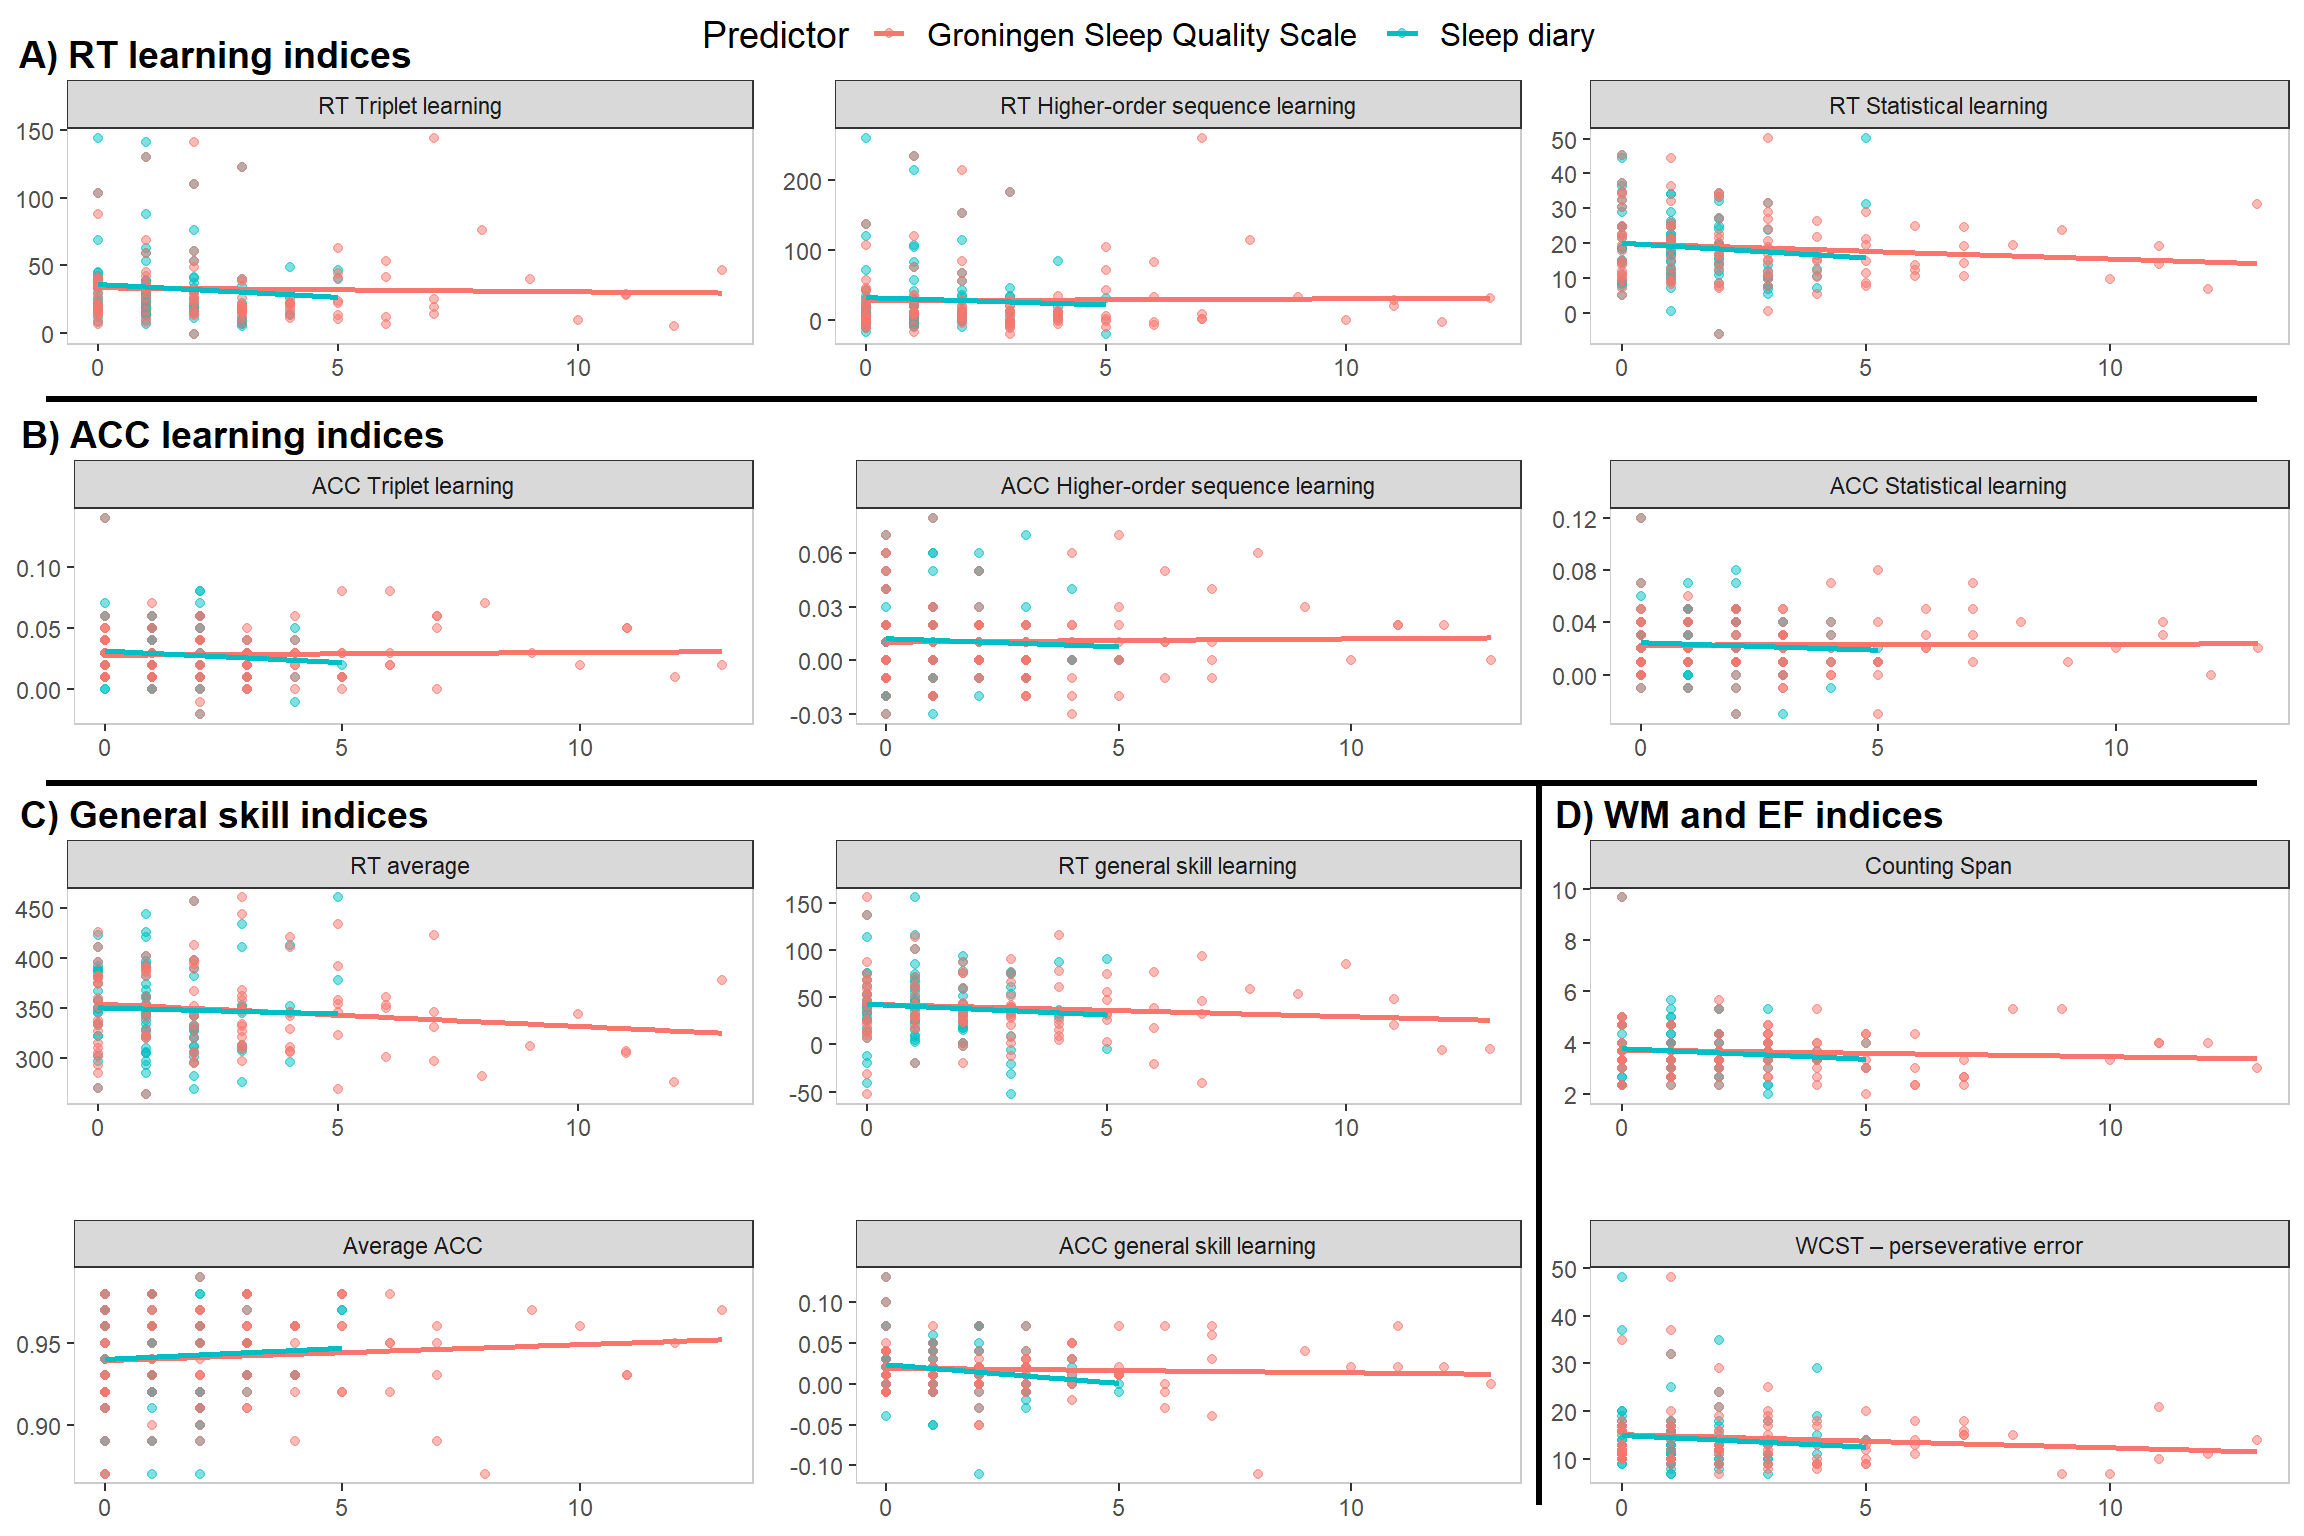 Predictor Groningen Sleep Quality Scale Sleep diary
A) RT learning indices
RT Triplet learning RT Higher-order sequence learning RT Statistical learning
150
100
50
0
0 5 10
200
100
0
0 5 10
50
40
30
20
10
0
0 5 10
B) ACC learning indices
ACC Triplet learning ACC Higher-order sequence learning ACC Statistical learning
0.10
0.05
0.00
0 5 10
0.06
0.03
0.00
-0.03
0 5 10
0.12
0.08
0.04
0.00
0 5 10
C) General skill indices
RT average RT general skill learning
450
400
350
300
0 5 10
150
100
50
0
-50
0 5 10
Average ACC ACC general skill learning
0.95
0.90
0 5 10
0.10
0.05
0.00
-0.05
-0.10
0 5 10
D) WM and EF indices
Counting Span
10
8
6
4
2
0 5 10
WCST – perseverative error
50
40
30
20
10
0 5 10